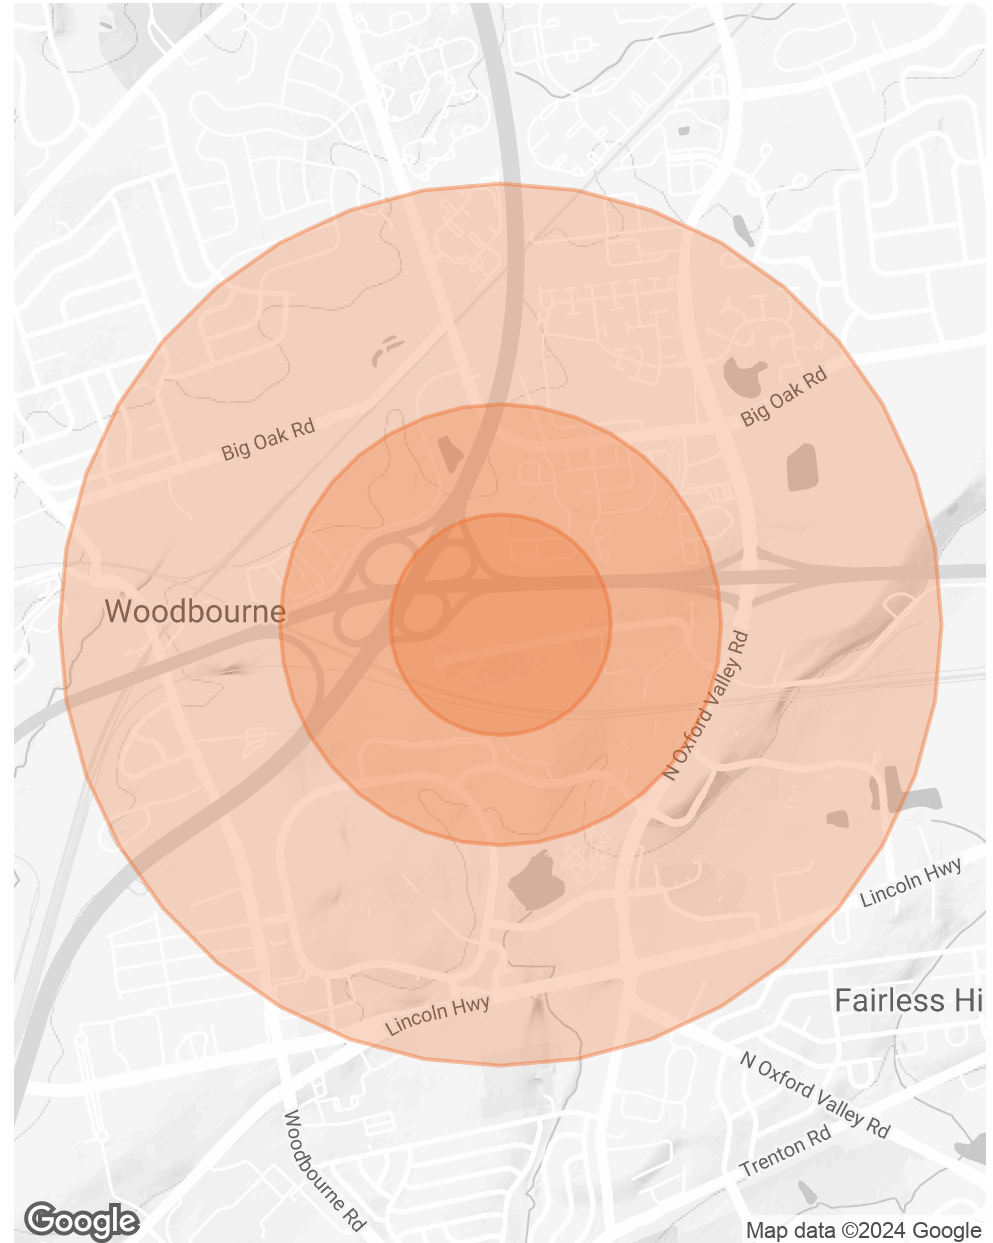 Big Oak Rd
Big Oak Rd
Woodbourne
N Oxford Valley Rd
Lincoln Hwy
Lincoln Hwy
Fairless Hi
N Oxford Valley Rd
Woodbourne Rd
Trenton Rd
Google
Map data ©2024 Google